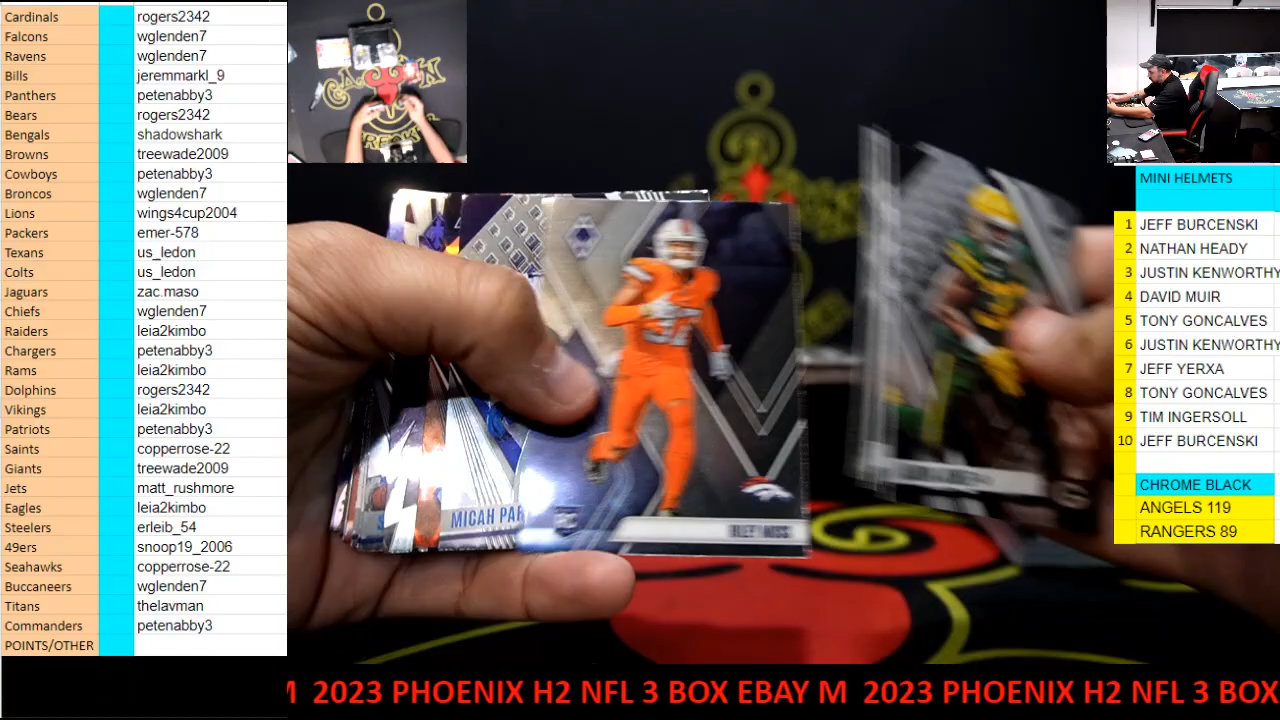 Cardinals rogers2342
Falcons wglenden7
Ravens wglenden7
Bills jeremmarkl_9
Panthers petenabby3
Bears rogers2342
Bengals shadowshark
Browns treewade2009
Cowboys petenabby3
Broncos wglenden7
Lions wings4cup2004
Packers emer-578
Texans us_ledon
Colts us_ledon
Jaguars zac.maso
Chiefs wglenden7
Raiders leia2kimbo
Chargers petenabby3
Rams leia2kimbo
Dolphins rogers2342
Vikings leia2kimbo
Patriots petenabby3
Saints copperrose-22
Giants treewade2009
Jets matt_rushmore
Eagles leia2kimbo
Steelers erleib_54
49ers snoop19_2006
Seahawks copperrose-22
Buccaneers wglenden7
Titans thelavman
Commanders petenabby3
POINTS/OTHER
MICAH PAR
MINI HELMETS
1 JEFF BURCENSKI
2 NATHAN HEADY
3 JUSTIN KENWORTHY
4 DAVID MUIR
5 TONY GONCALVES
6 JUSTIN KENWORTHY
7 JEFF YERXA
8 TONY GONCALVES
9 TIM INGERSOLL
10 JEFF BURCENSKI
CHROME BLACK
ANGELS 119
RANGERS 89
M 2023 PHOENIX H2 NFL 3 BOX EBAY M 2023 PHOENIX H2 NFL 3 BOX